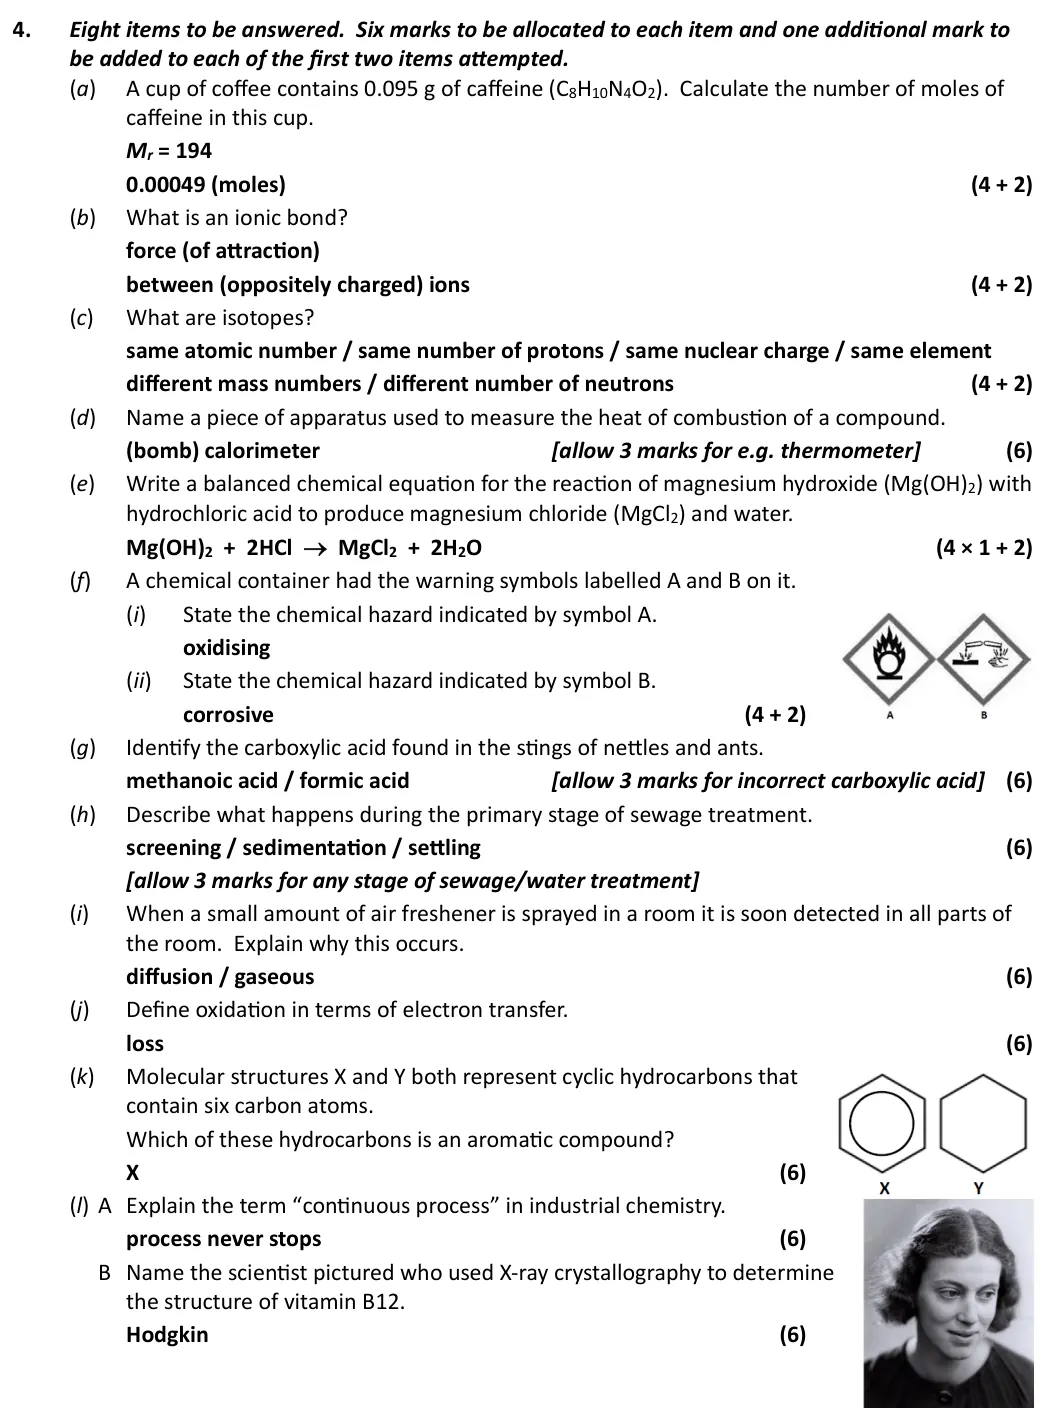 4. Eight items to be answered. Six marks to be allocated to each item and one additional mark to
be added to each of the first two items attempted.
(a) A cup of coffee contains 0.095 g of caffeine (C₈H₁₀N₄O₂). Calculate the number of moles of
caffeine in this cup.
Mᵣ = 194
0.00049 (moles) (4 + 2)
(b) What is an ionic bond?
force (of attraction)
between (oppositely charged) ions (4 + 2)
(c) What are isotopes?
same atomic number / same number of protons / same nuclear charge / same element
different mass numbers / different number of neutrons (4 + 2)
(d) Name a piece of apparatus used to measure the heat of combustion of a compound.
(bomb) calorimeter [allow 3 marks for e.g. thermometer] (6)
(e) Write a balanced chemical equation for the reaction of magnesium hydroxide (Mg(OH)₂) with
hydrochloric acid to produce magnesium chloride (MgCl₂) and water.
Mg(OH)₂ + 2HCl → MgCl₂ + 2H₂O (4 × 1 + 2)
(f) A chemical container had the warning symbols labelled A and B on it.
(i) State the chemical hazard indicated by symbol A.
oxidising
(ii) State the chemical hazard indicated by symbol B.
corrosive (4 + 2)
A B
(g) Identify the carboxylic acid found in the stings of nettles and ants.
methanoic acid / formic acid [allow 3 marks for incorrect carboxylic acid] (6)
(h) Describe what happens during the primary stage of sewage treatment.
screening / sedimentation / settling (6)
[allow 3 marks for any stage of sewage/water treatment]
(i) When a small amount of air freshener is sprayed in a room it is soon detected in all parts of
the room. Explain why this occurs.
diffusion / gaseous (6)
(j) Define oxidation in terms of electron transfer.
loss (6)
(k) Molecular structures X and Y both represent cyclic hydrocarbons that
contain six carbon atoms.
Which of these hydrocarbons is an aromatic compound?
X (6)
X Y
(l) A Explain the term “continuous process” in industrial chemistry.
process never stops (6)
B Name the scientist pictured who used X-ray crystallography to determine
the structure of vitamin B12.
Hodgkin (6)